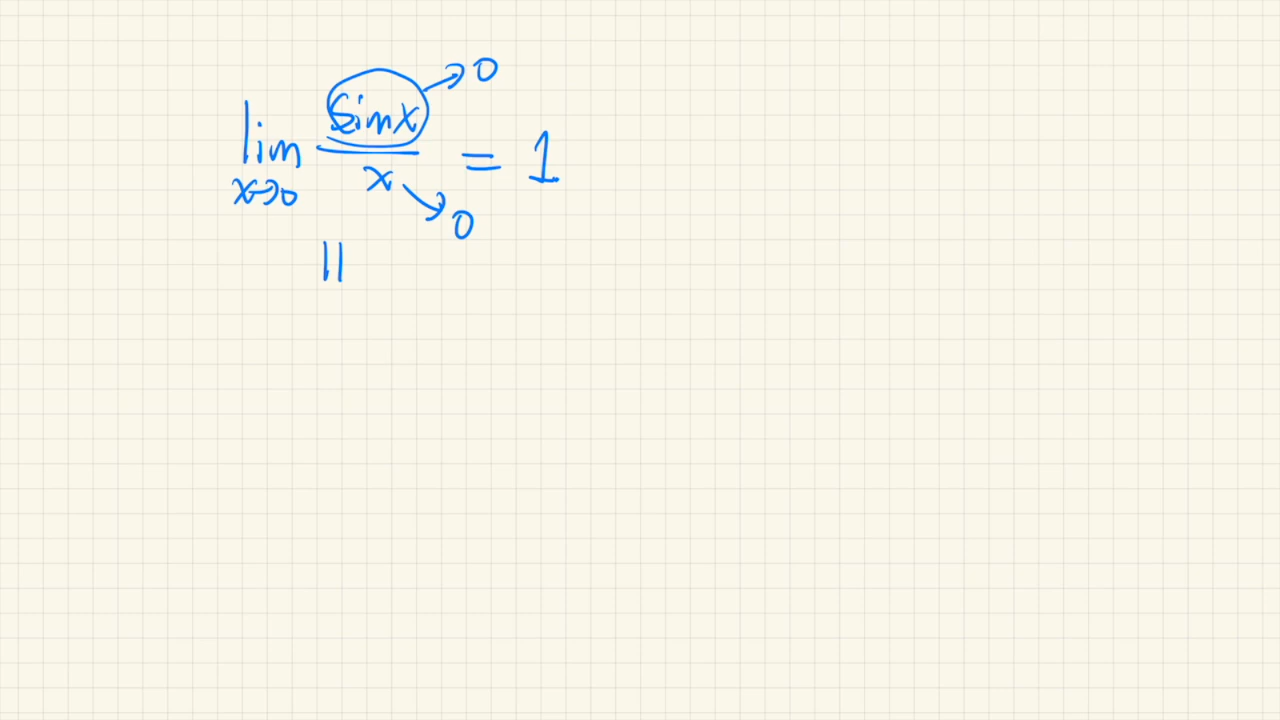 lim x→0 sinx / x = 1
→ 0
→ 0
||